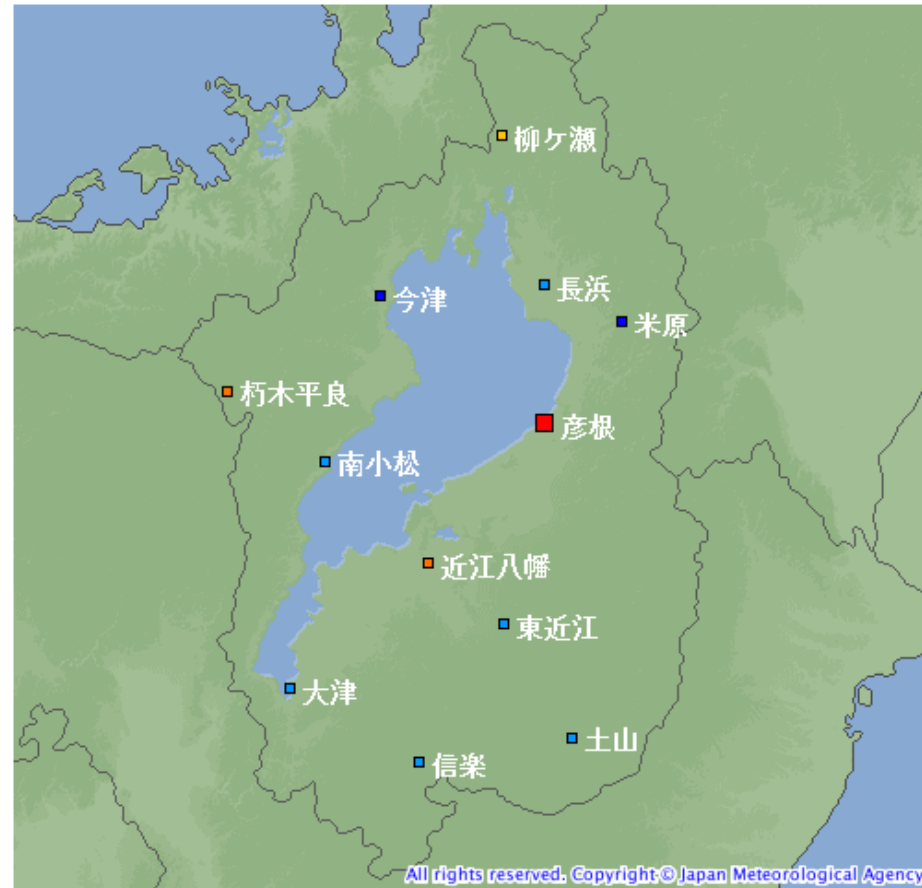 柳ケ瀬
長浜
今津
米原
朽木平良
彦根
南小松
近江八幡
東近江
大津
土山
信楽
All rights reserved. Copyright © Japan Meteorological Agency